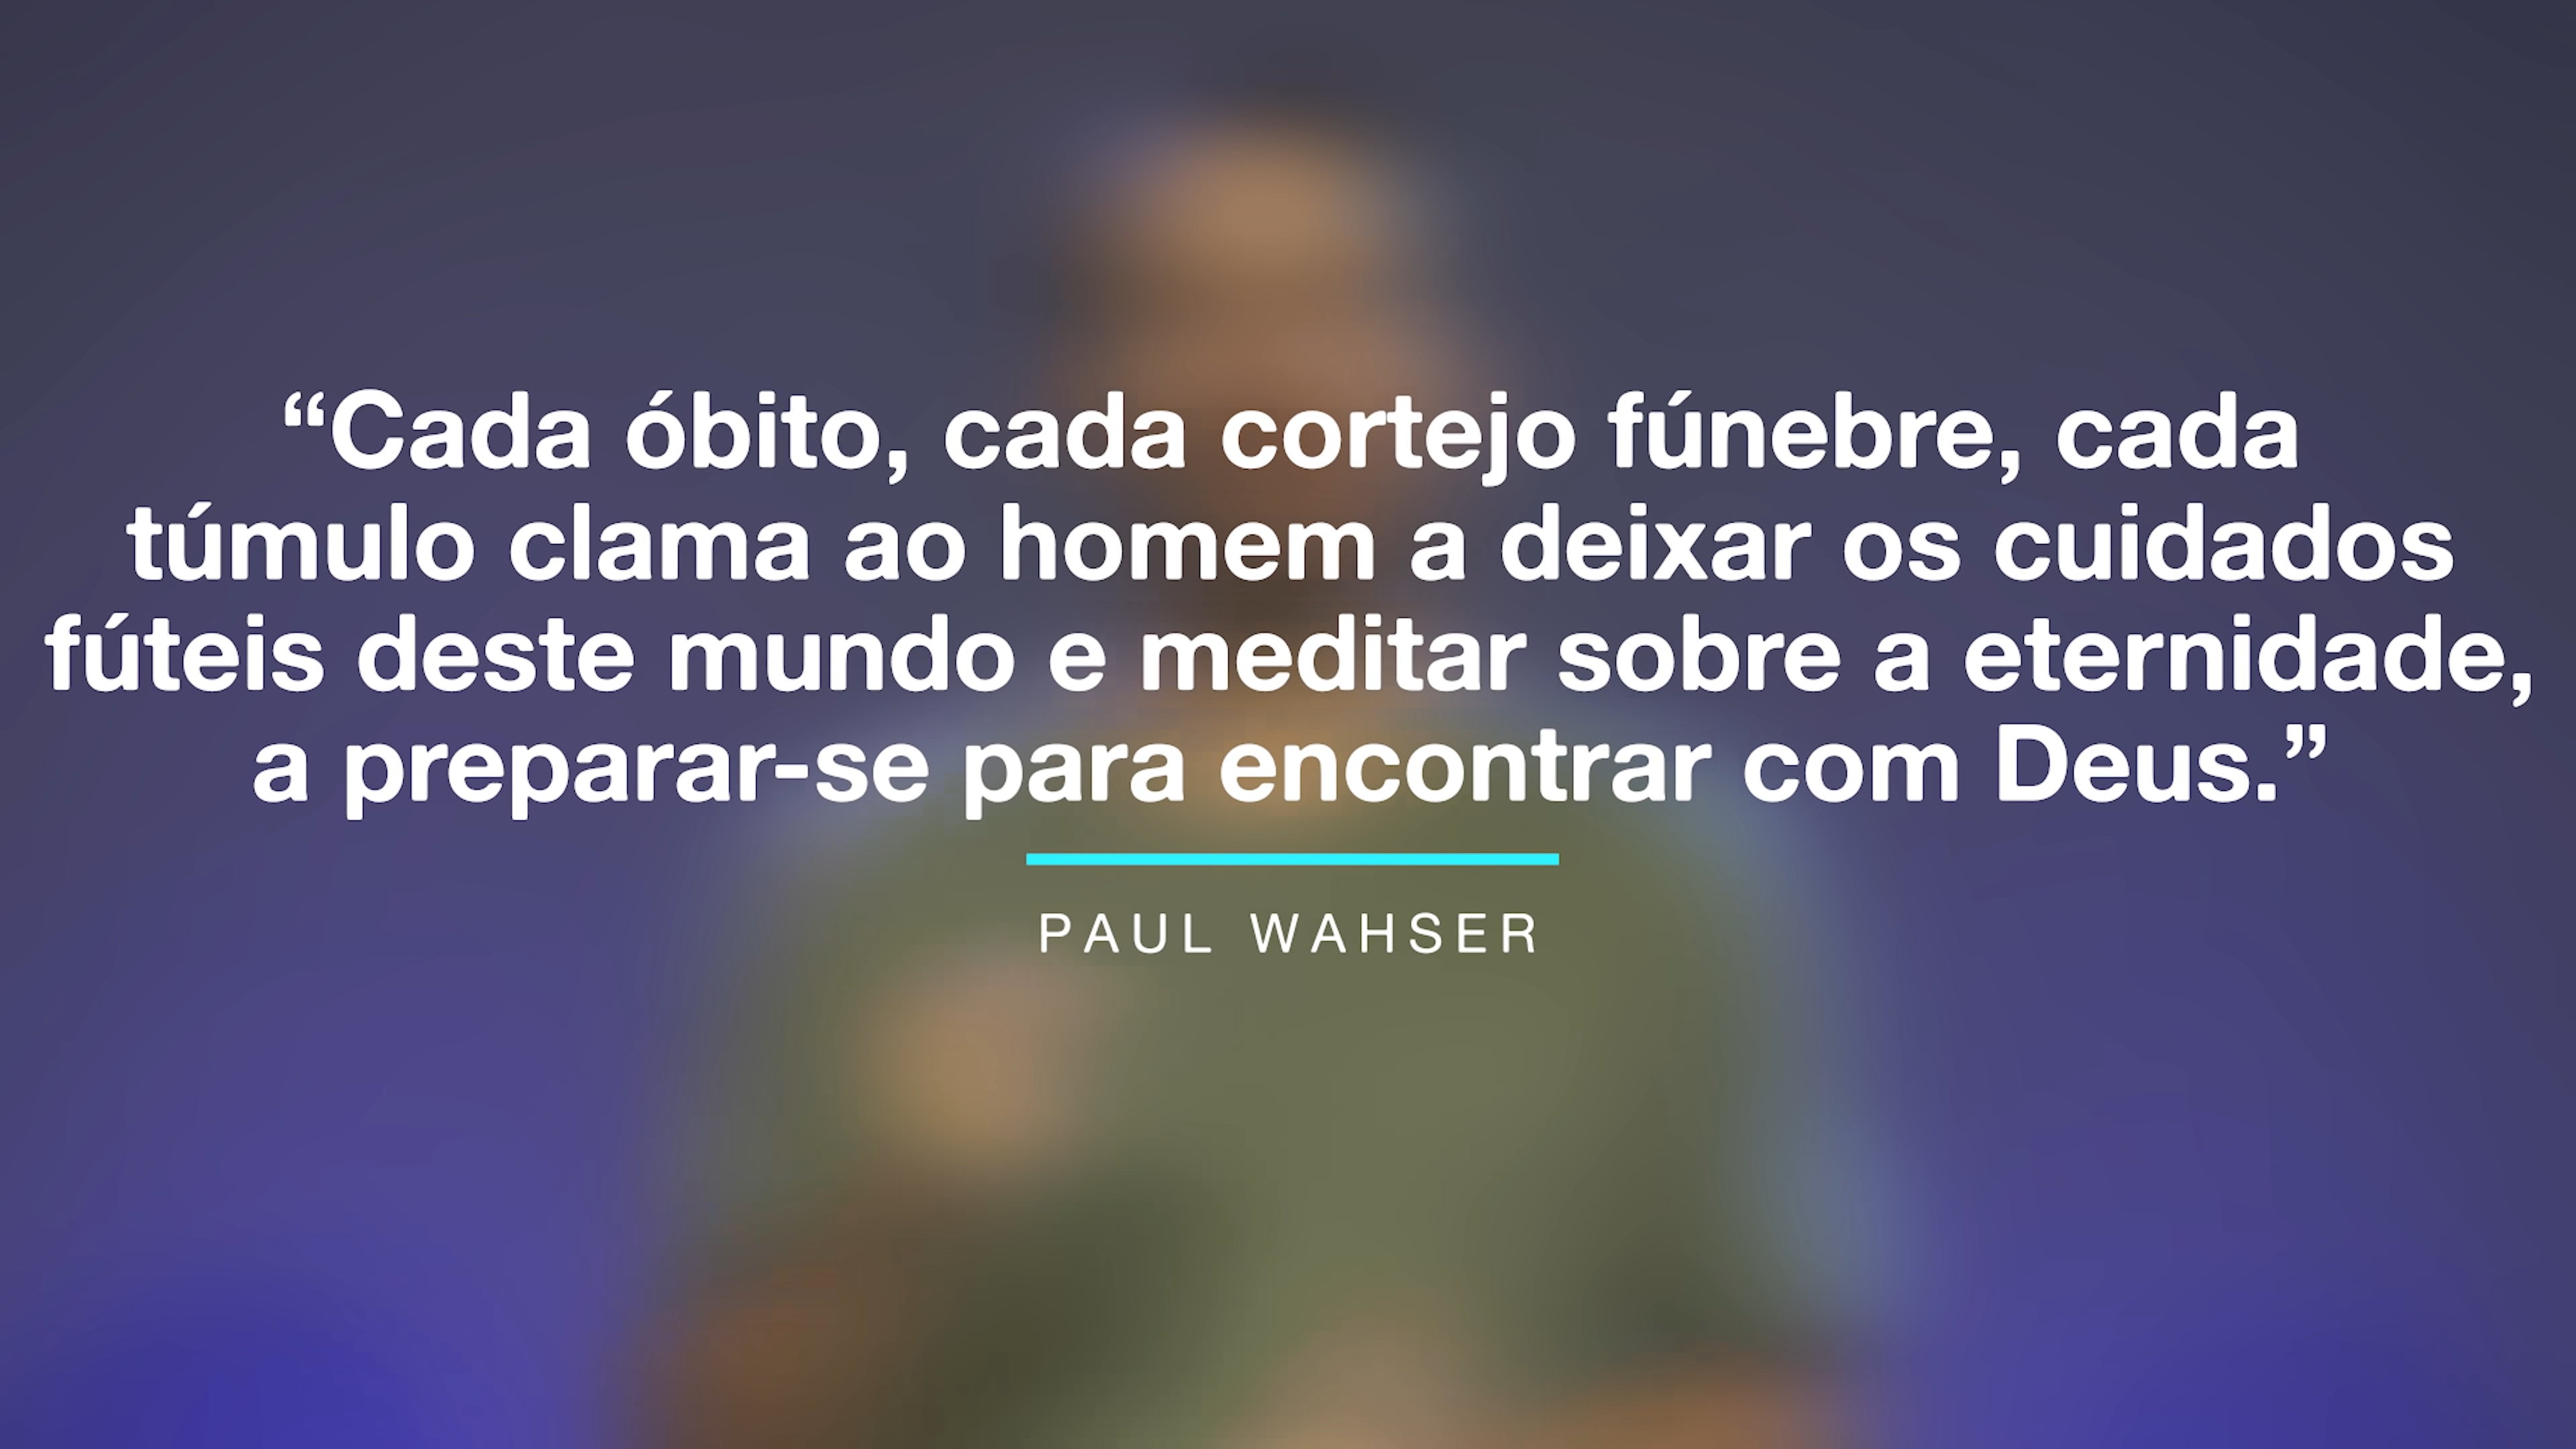 “Cada óbito, cada cortejo fúnebre, cada
túmulo clama ao homem a deixar os cuidados
fúteis deste mundo e meditar sobre a eternidade,
a preparar-se para encontrar com Deus.”
PAUL WAHSER